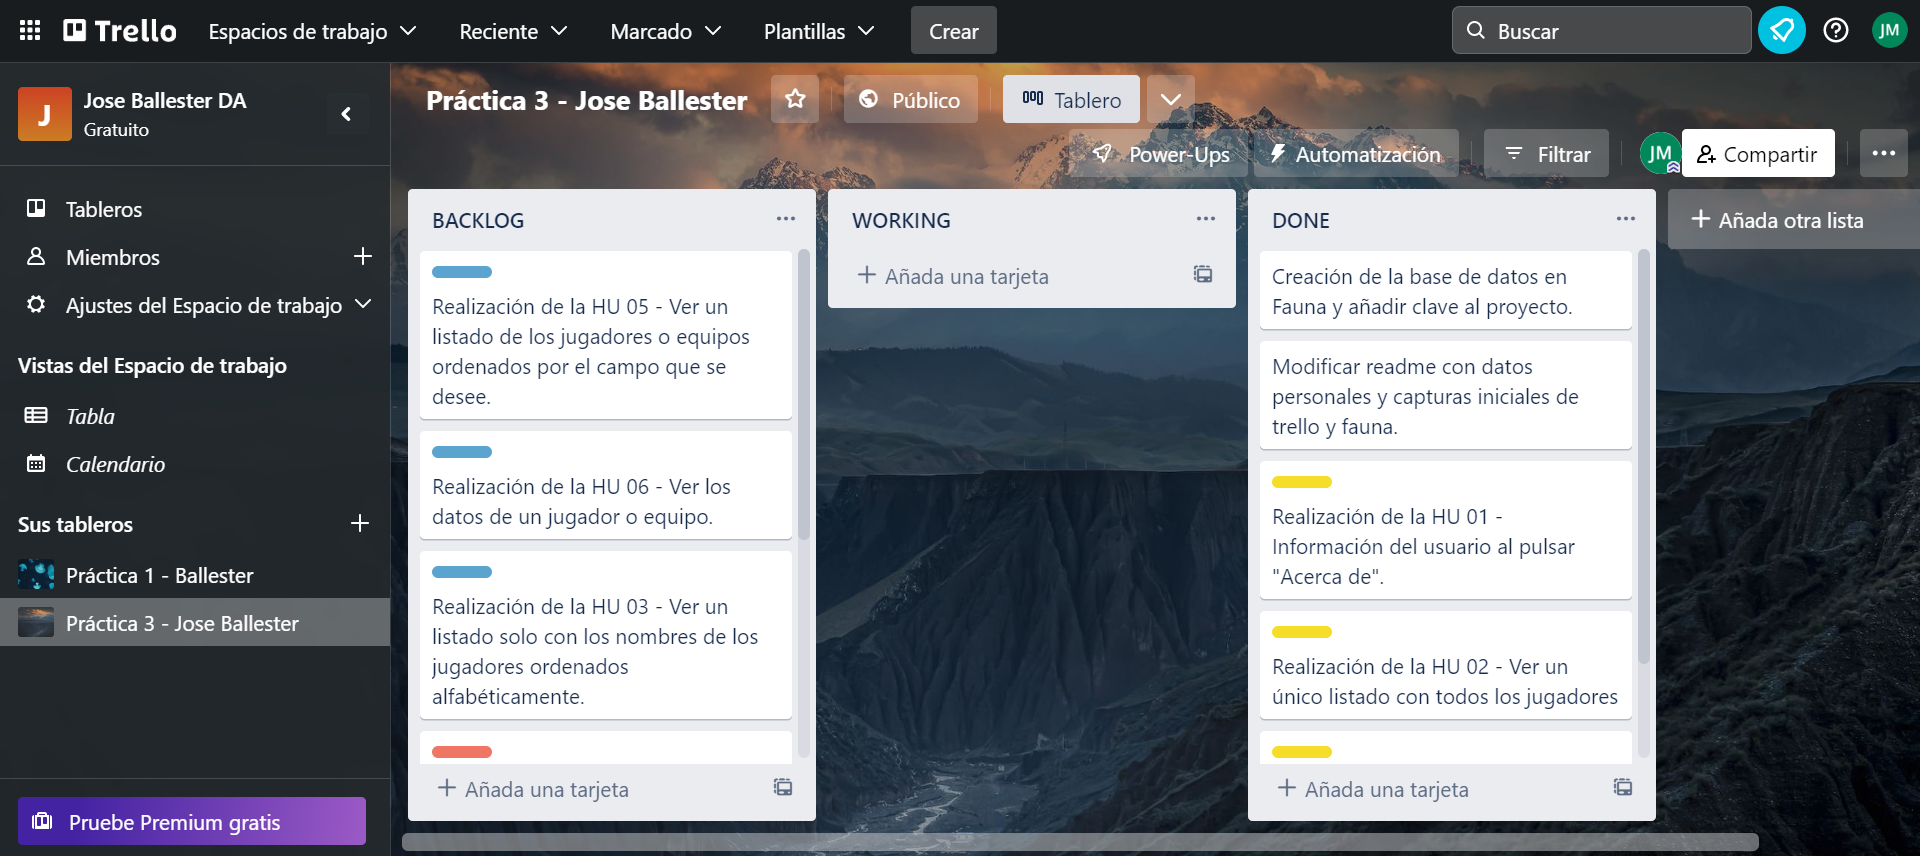 Trello
Espacios de trabajo
Reciente
Marcado
Plantillas
Crear
Buscar
JM
J
Jose Ballester DA
Gratuito
Práctica 3 - Jose Ballester
Público
Tablero
Power-Ups
Automatización
Filtrar
JM
Compartir
Tableros
Miembros
Ajustes del Espacio de trabajo
Vistas del Espacio de trabajo
Tabla
Calendario
Sus tableros
Práctica 1 - Ballester
Práctica 3 - Jose Ballester
Pruebe Premium gratis
BACKLOG
Realización de la HU 05 - Ver un
listado de los jugadores o equipos
ordenados por el campo que se
desee.
Realización de la HU 06 - Ver los
datos de un jugador o equipo.
Realización de la HU 03 - Ver un
listado solo con los nombres de los
jugadores ordenados
alfabéticamente.
Añada una tarjeta
WORKING
Añada una tarjeta
DONE
Creación de la base de datos en
Fauna y añadir clave al proyecto.
Modificar readme con datos
personales y capturas iniciales de
trello y fauna.
Realización de la HU 01 -
Información del usuario al pulsar
"Acerca de".
Realización de la HU 02 - Ver un
único listado con todos los jugadores
Añada una tarjeta
Añada otra lista